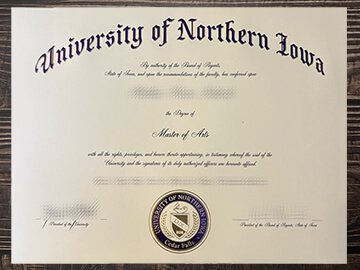 University of Northern Iowa
By authority of the Board of Regents,
State of Iowa, and upon the recommendation of the faculty, has conferred upon
the Degree of
Master of Arts
with all the rights, privileges, and honors thereto appertaining, in testimony whereof the seal of the
University and the signatures of its duly authorized officers are hereunto affixed.
President of the University
UNIVERSITY OF NORTHERN IOWA
Cedar Falls
President of the Board of Regents, State of Iowa